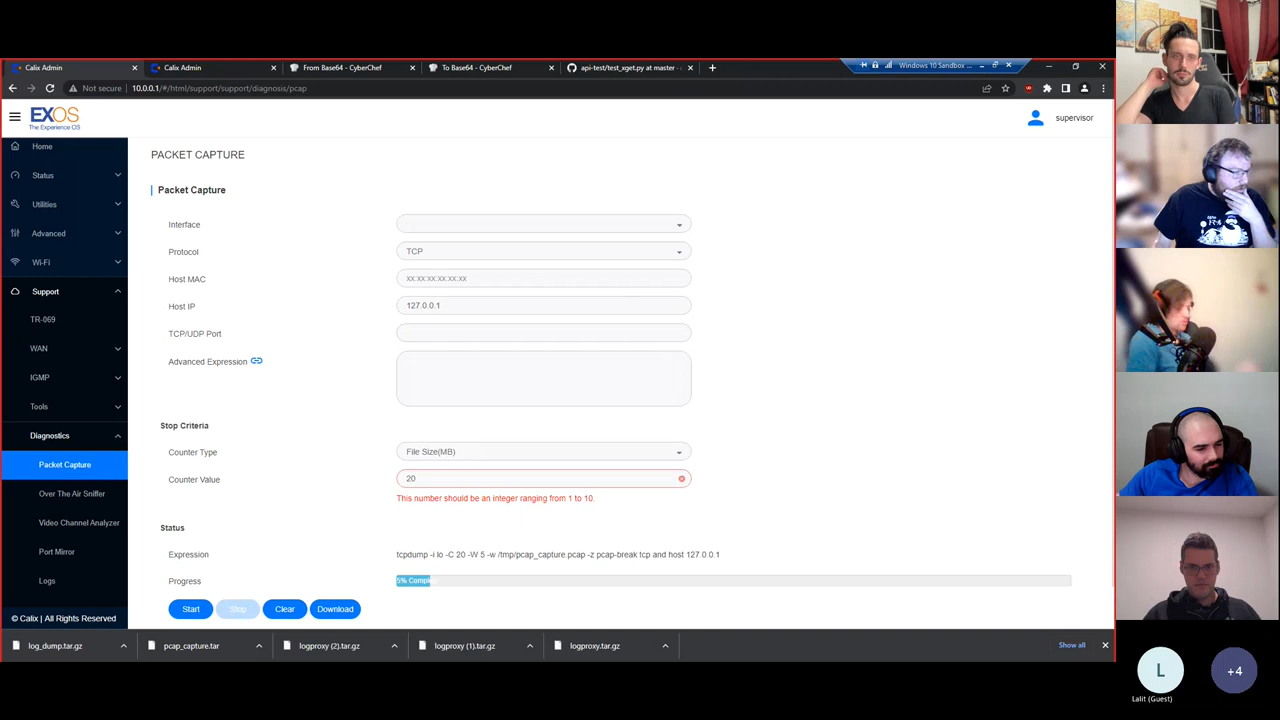 Calix Admin
Calix Admin
From Base64 - CyberChef
To Base64 - CyberChef
api-test/test_xget.py at master -
Windows 10 Sandbox
Not secure 10.0.0.1/#/html/support/support/diagnosis/pcap
EXOS
The Experience OS
supervisor
Home
Status
Utilities
Advanced
Wi-Fi
Support
TR-069
WAN
IGMP
Tools
Diagnostics
Packet Capture
Over The Air Sniffer
Video Channel Analyzer
Port Mirror
Logs
© Calix | All Rights Reserved
PACKET CAPTURE
Packet Capture
Interface
Protocol TCP
Host MAC xx:xx:xx:xx:xx:xx
Host IP 127.0.0.1
TCP/UDP Port
Advanced Expression
Stop Criteria
Counter Type File Size(MB)
Counter Value 20
This number should be an integer ranging from 1 to 10.
Status
Expression tcpdump -i lo -C 20 -W 5 -w /tmp/pcap_capture.pcap -z pcap-break tcp and host 127.0.0.1
Progress 5% Compl
Start Stop Clear Download
log_dump.tar.gz
pcap_capture.tar
logproxy (2).tar.gz
logproxy (1).tar.gz
logproxy.tar.gz
Show all
L
Lalit (Guest)
+4